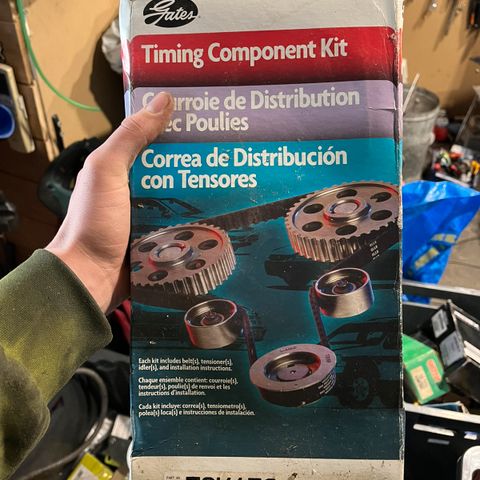 Gates
Timing Component Kit
Courroie de Distribution
avec Poulies
Correa de Distribución
con Tensores
Each kit includes belt(s), tensioner(s),
idler(s), and installation instructions.
Chaque ensemble contient: courroie(s),
tendeur(s), poulie(s) de renvoi et les
instructions d'installation.
Cada kit incluye: correa(s), tensiometro(s),
polea(s) loca(s) e instrucciones de instalación.